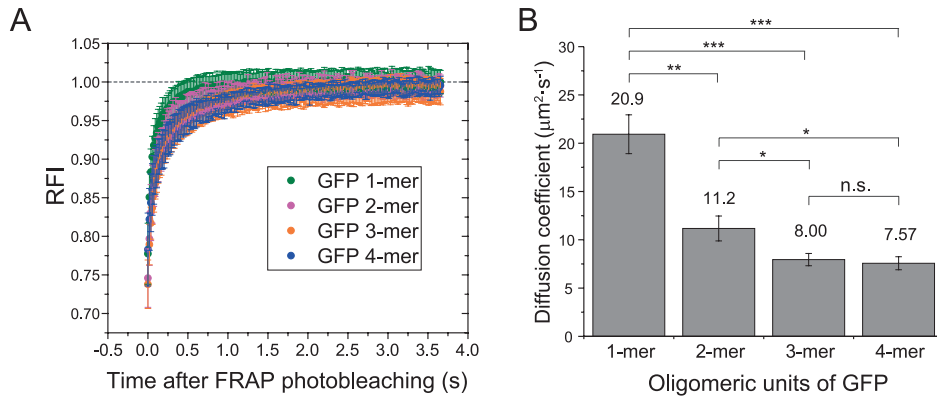 A
1.05
1.00
0.95
0.90
0.85
0.80
0.75
0.70
RFI
GFP 1-mer
GFP 2-mer
GFP 3-mer
GFP 4-mer
-0.5 0.0 0.5 1.0 1.5 2.0 2.5 3.0 3.5 4.0
Time after FRAP photobleaching (s)
B
***
***
**
*
*
n.s.
30
25
20
15
10
5
0
Diffusion coefficient (μm²·s⁻¹)
20.9
11.2
8.00
7.57
1-mer 2-mer 3-mer 4-mer
Oligomeric units of GFP